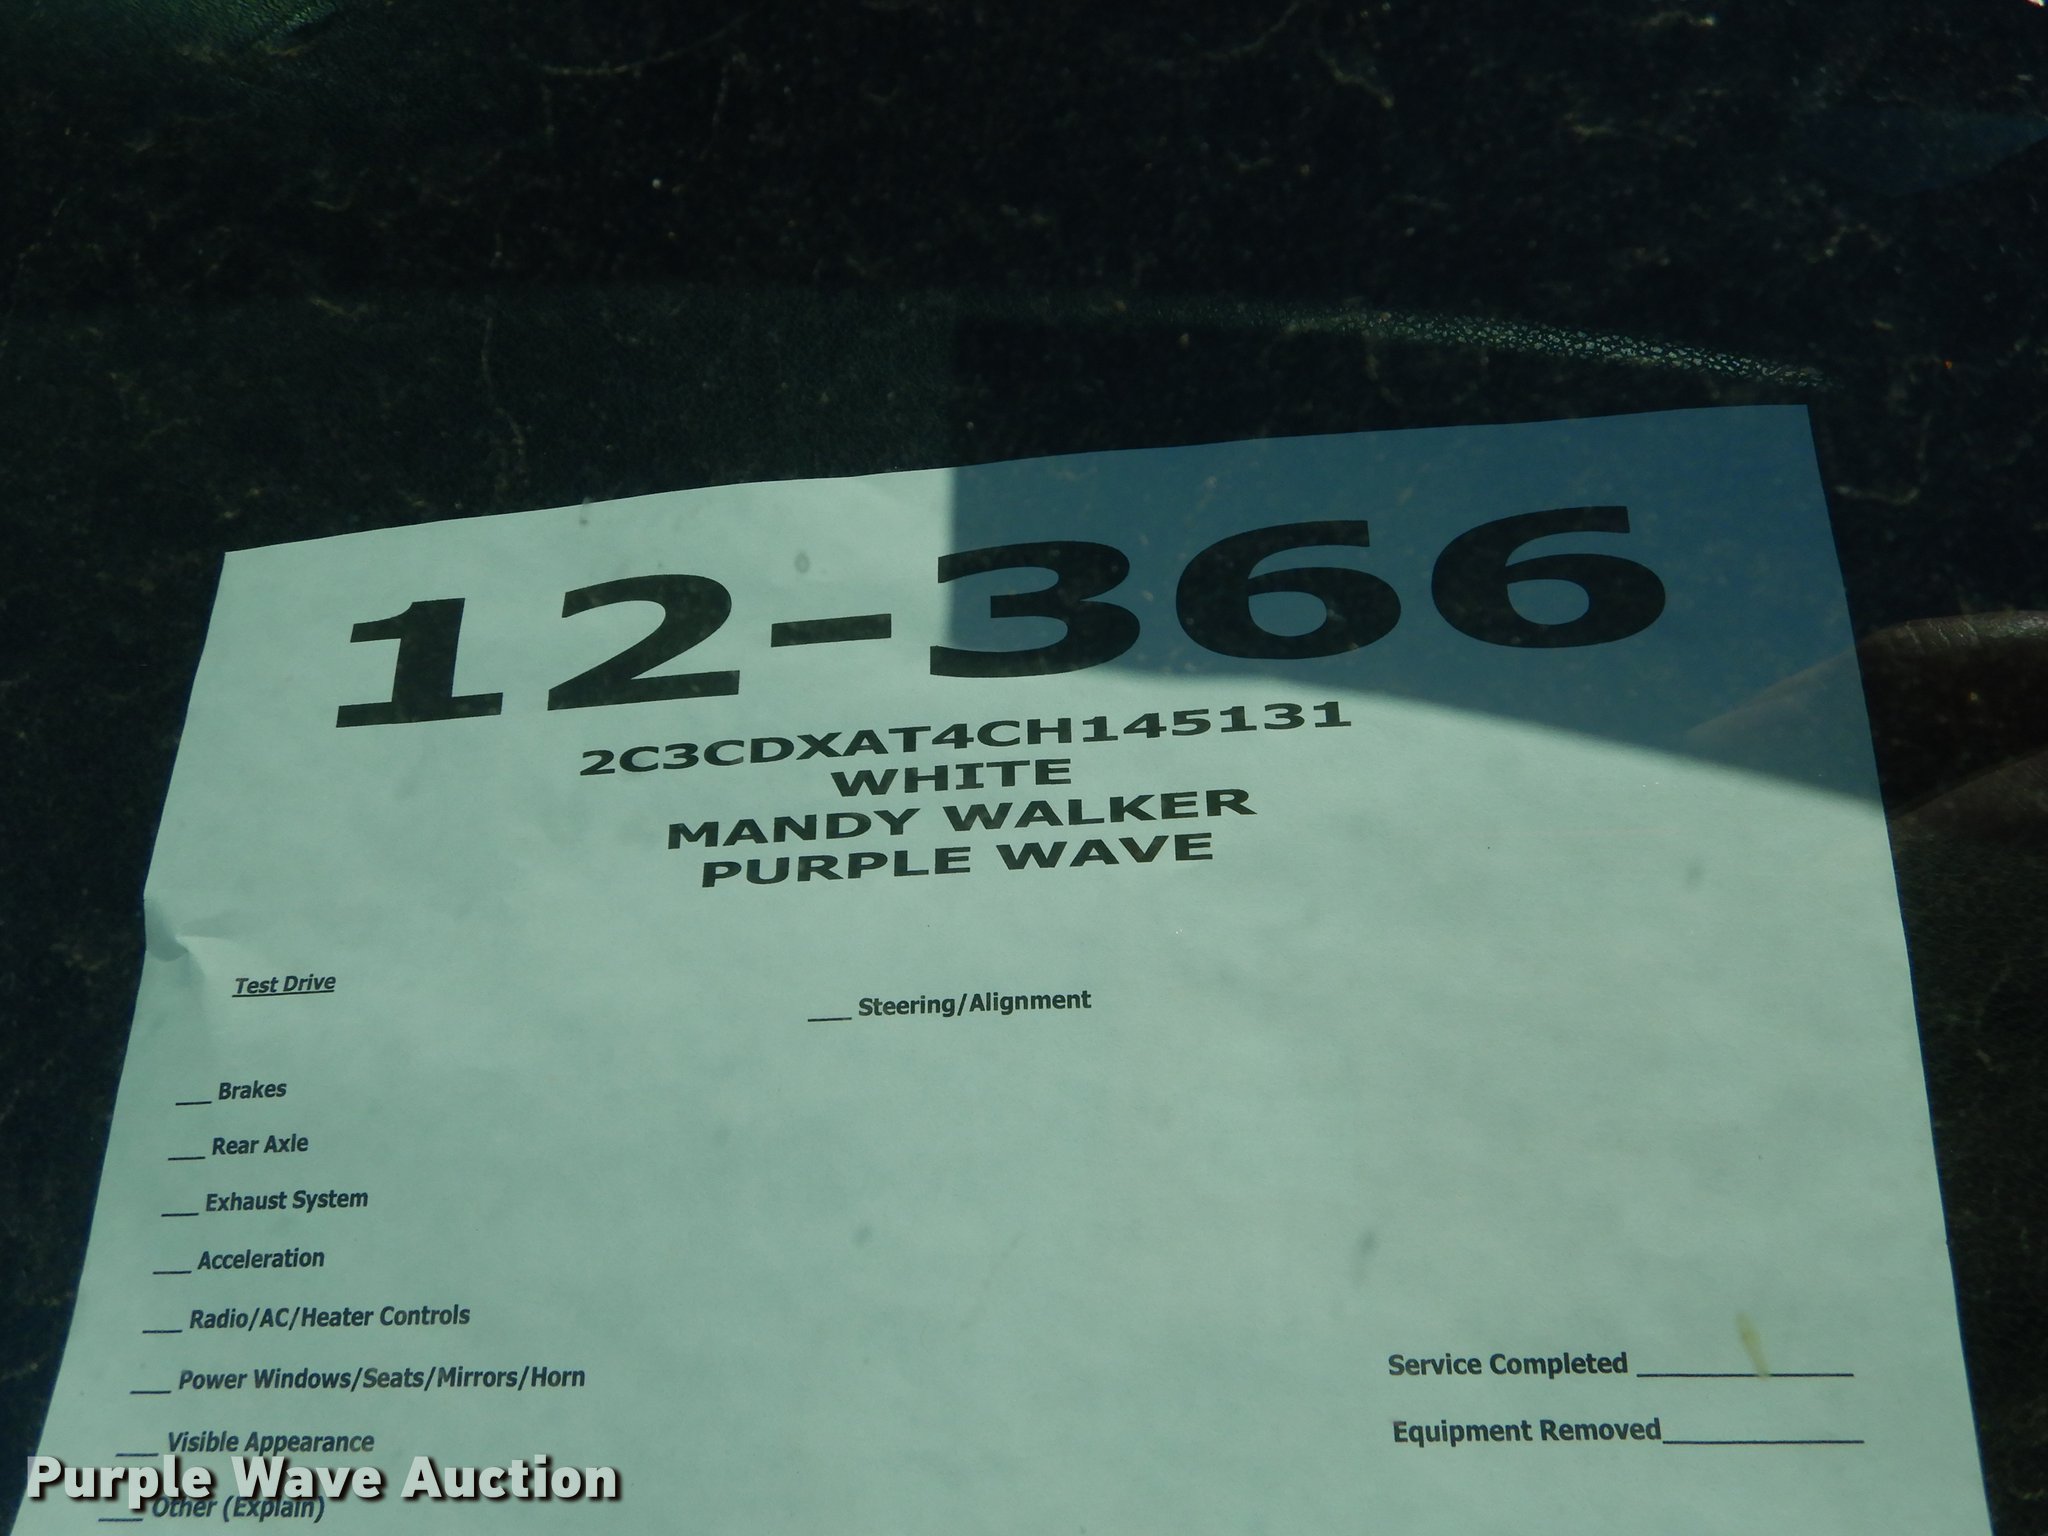 12-366
2C3CDXAT4CH145131
WHITE
MANDY WALKER
PURPLE WAVE
Test Drive
___ Steering/Alignment
___ Brakes
___ Rear Axle
___ Exhaust System
___ Acceleration
___ Radio/AC/Heater Controls
___ Power Windows/Seats/Mirrors/Horn
Service Completed ___
Equipment Removed___
___ Visible Appearance
___ Other (Explain)
Purple Wave Auction